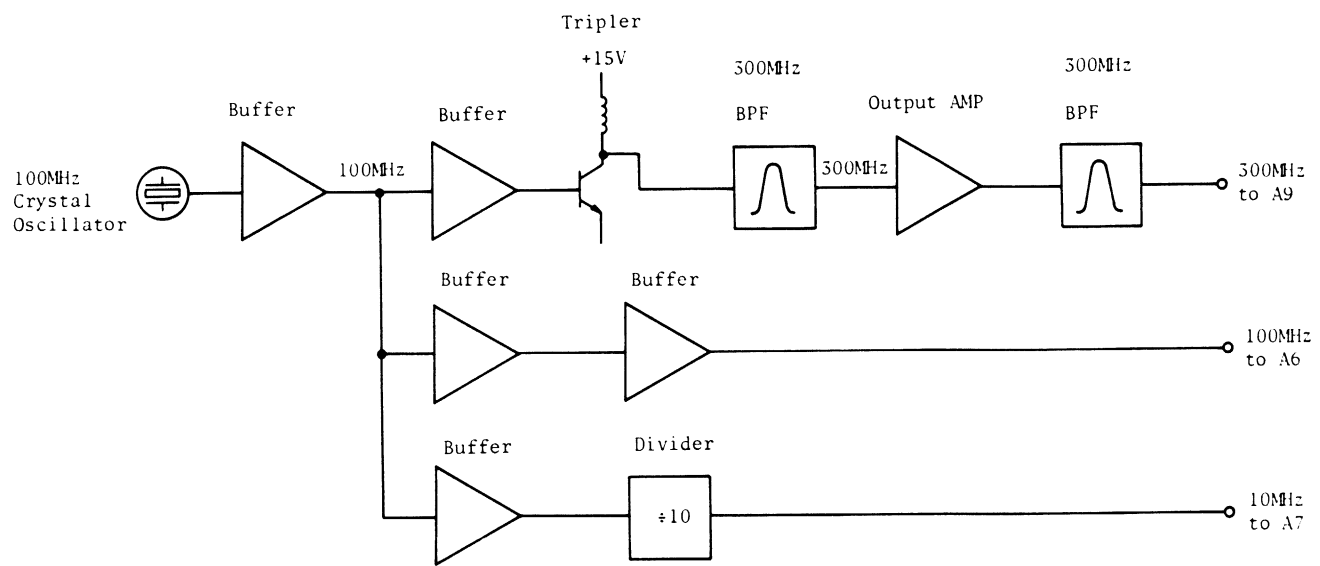 Tripler
+15V
300MHz
BPF
300MHz
BPF
Buffer
Buffer
Output AMP
100MHz
Crystal
Oscillator
100MHz
300MHz
300MHz
to A9
Buffer
Buffer
100MHz
to A6
Buffer
Divider
÷10
10MHz
to A7